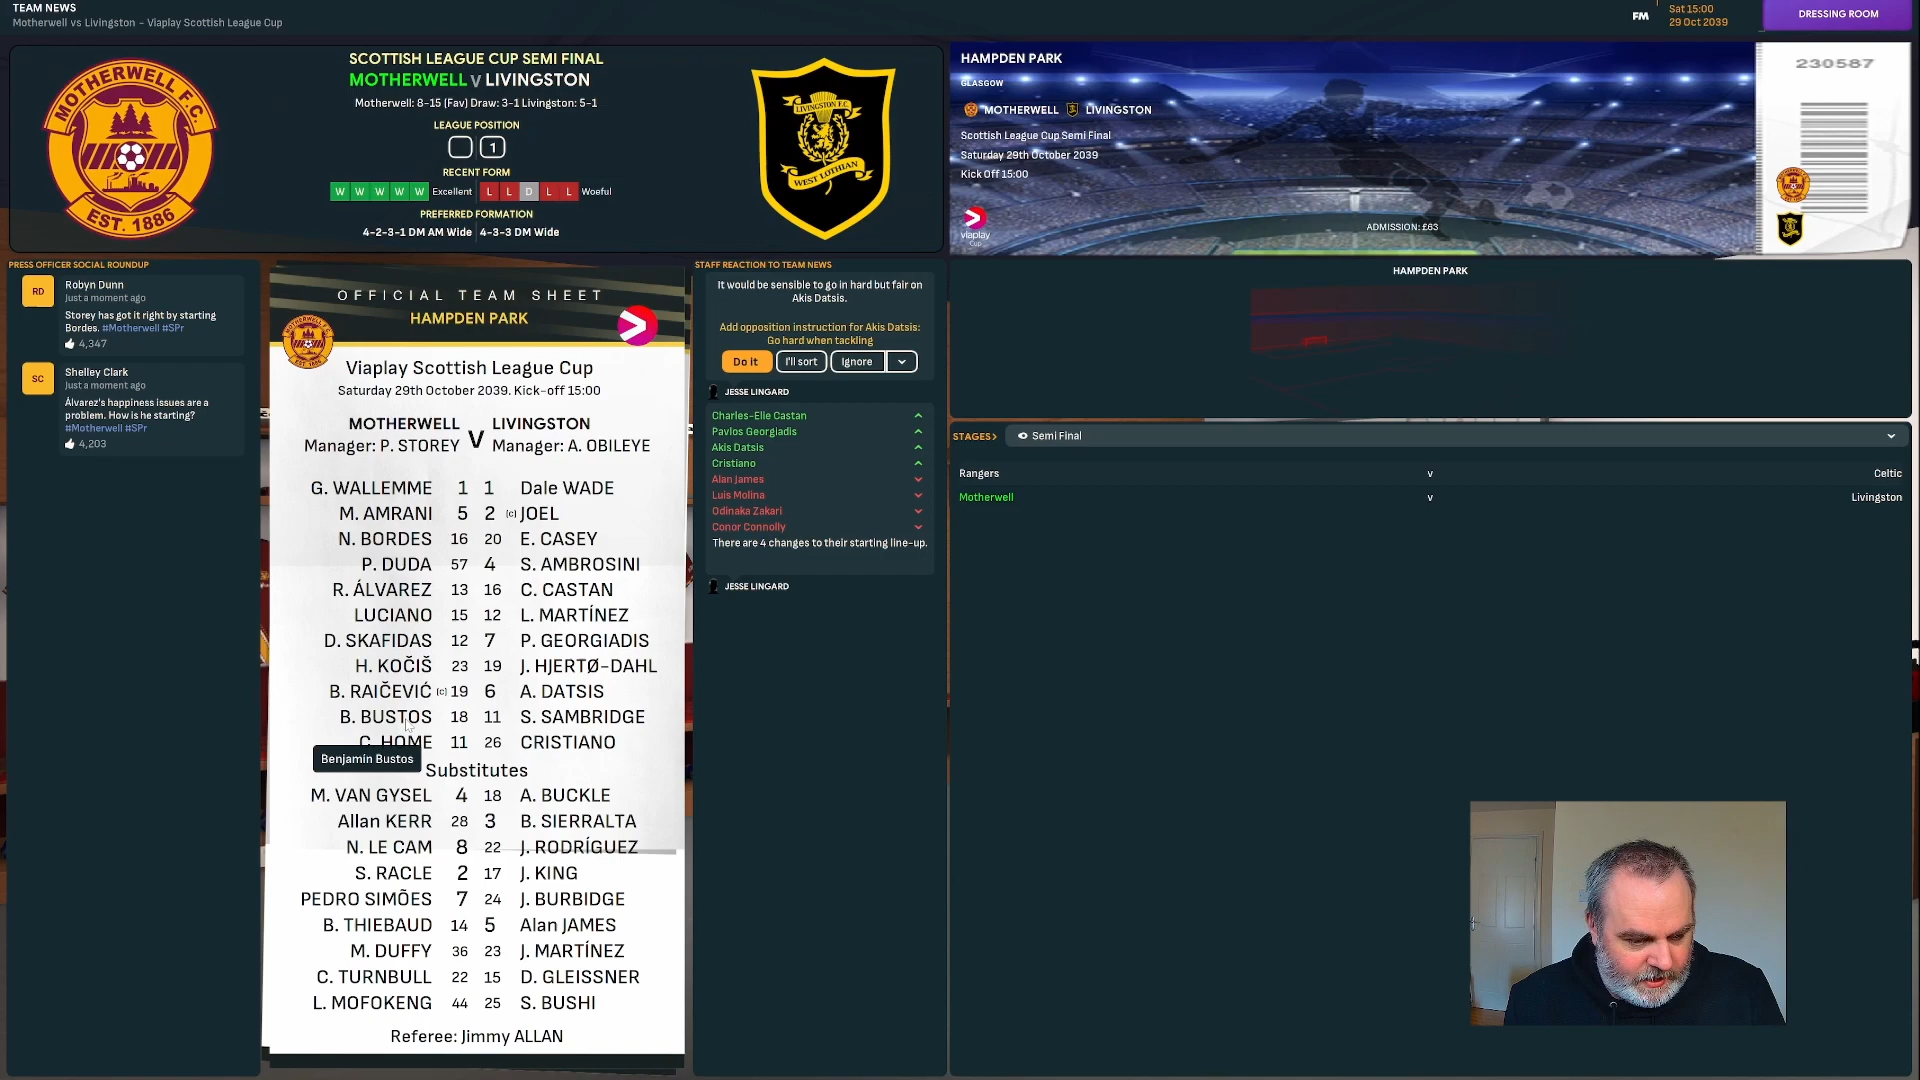 TEAM NEWS
Motherwell vs Livingston - Viaplay Scottish League Cup
FM
Sat 15:00
29 Oct 2039
DRESSING ROOM
MOTHERWELL F.C.
EST. 1886
SCOTTISH LEAGUE CUP SEMI FINAL
MOTHERWELL v LIVINGSTON
Motherwell: 8-15 (Fav) Draw: 3-1 Livingston: 5-1
LEAGUE POSITION
1
RECENT FORM
W W W W W Excellent L L D L L Woeful
PREFERRED FORMATION
4-2-3-1 DM AM Wide 4-3-3 DM Wide
LIVINGSTON F.C.
WEST LOTHIAN
HAMPDEN PARK
GLASGOW
MOTHERWELL LIVINGSTON
Scottish League Cup Semi Final
Saturday 29th October 2039
Kick Off 15:00
viaplay
Cup
ADMISSION: £63
230587
PRESS OFFICER SOCIAL ROUNDUP
RD
Robyn Dunn
Just a moment ago
Storey has got it right by starting
Bordes. #Motherwell #SPr
4,347
SC
Shelley Clark
Just a moment ago
Álvarez's happiness issues are a
problem. How is he starting?
#Motherwell #SPr
4,203
OFFICIAL TEAM SHEET
HAMPDEN PARK
Viaplay Scottish League Cup
Saturday 29th October 2039. Kick-off 15:00
MOTHERWELL V LIVINGSTON
Manager: P. STOREY Manager: A. OBILEYE
G. WALLEMME 1 1 Dale WADE
M. AMRANI 5 2 (c) JOEL
N. BORDES 16 20 E. CASEY
P. DUDA 57 4 S. AMBROSINI
R. ÁLVAREZ 13 16 C. CASTAN
LUCIANO 15 12 L. MARTÍNEZ
D. SKAFIDAS 12 7 P. GEORGIADIS
H. KOČIŠ 23 19 J. HJERTØ-DAHL
B. RAIČEVIĆ (c) 19 6 A. DATSIS
B. BUSTOS 18 11 S. SAMBRIDGE
C. HOME 11 26 CRISTIANO
Benjamín Bustos
Substitutes
M. VAN GYSEL 4 18 A. BUCKLE
Allan KERR 28 3 B. SIERRALTA
N. LE CAM 8 22 J. RODRÍGUEZ
S. RACLE 2 17 J. KING
PEDRO SIMÕES 7 24 J. BURBIDGE
B. THIEBAUD 14 5 Alan JAMES
M. DUFFY 36 23 J. MARTÍNEZ
C. TURNBULL 22 15 D. GLEISSNER
L. MOFOKENG 44 25 S. BUSHI
Referee: Jimmy ALLAN
STAFF REACTION TO TEAM NEWS
It would be sensible to go in hard but fair on
Akis Datsis.
Add opposition instruction for Akis Datsis:
Go hard when tackling
Do it I'll sort Ignore
JESSE LINGARD
Charles-Elie Castan
Pavlos Georgiadis
Akis Datsis
Cristiano
Alan James
Luis Molina
Odinaka Zakari
Conor Connolly
There are 4 changes to their starting line-up.
JESSE LINGARD
HAMPDEN PARK
STAGES Semi Final
Rangers v Celtic
Motherwell v Livingston